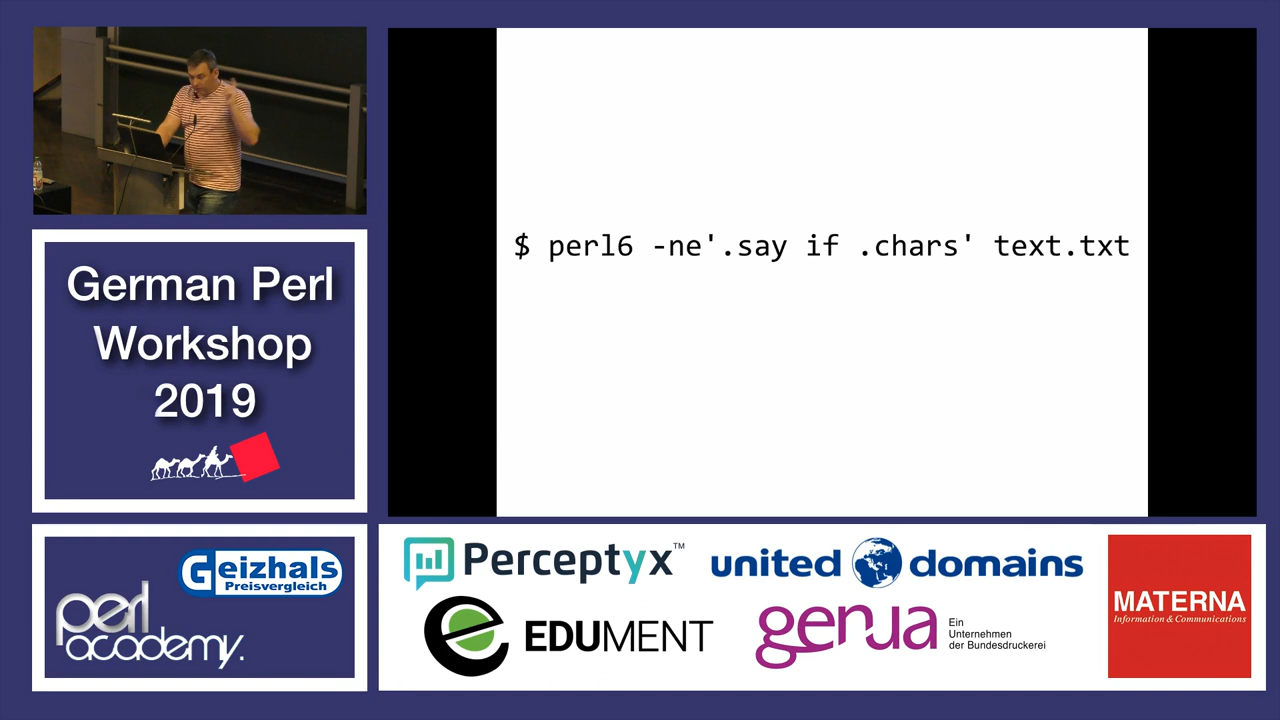 $ perl6 -ne'.say if .chars' text.txt
German Perl
Workshop
2019
Geizhals
Preisvergleich
perl
academy.
Perceptyx™
united domains
EDUMENT
genua
Ein
Unternehmen
der Bundesdruckerei
MATERNA
Information & Communications